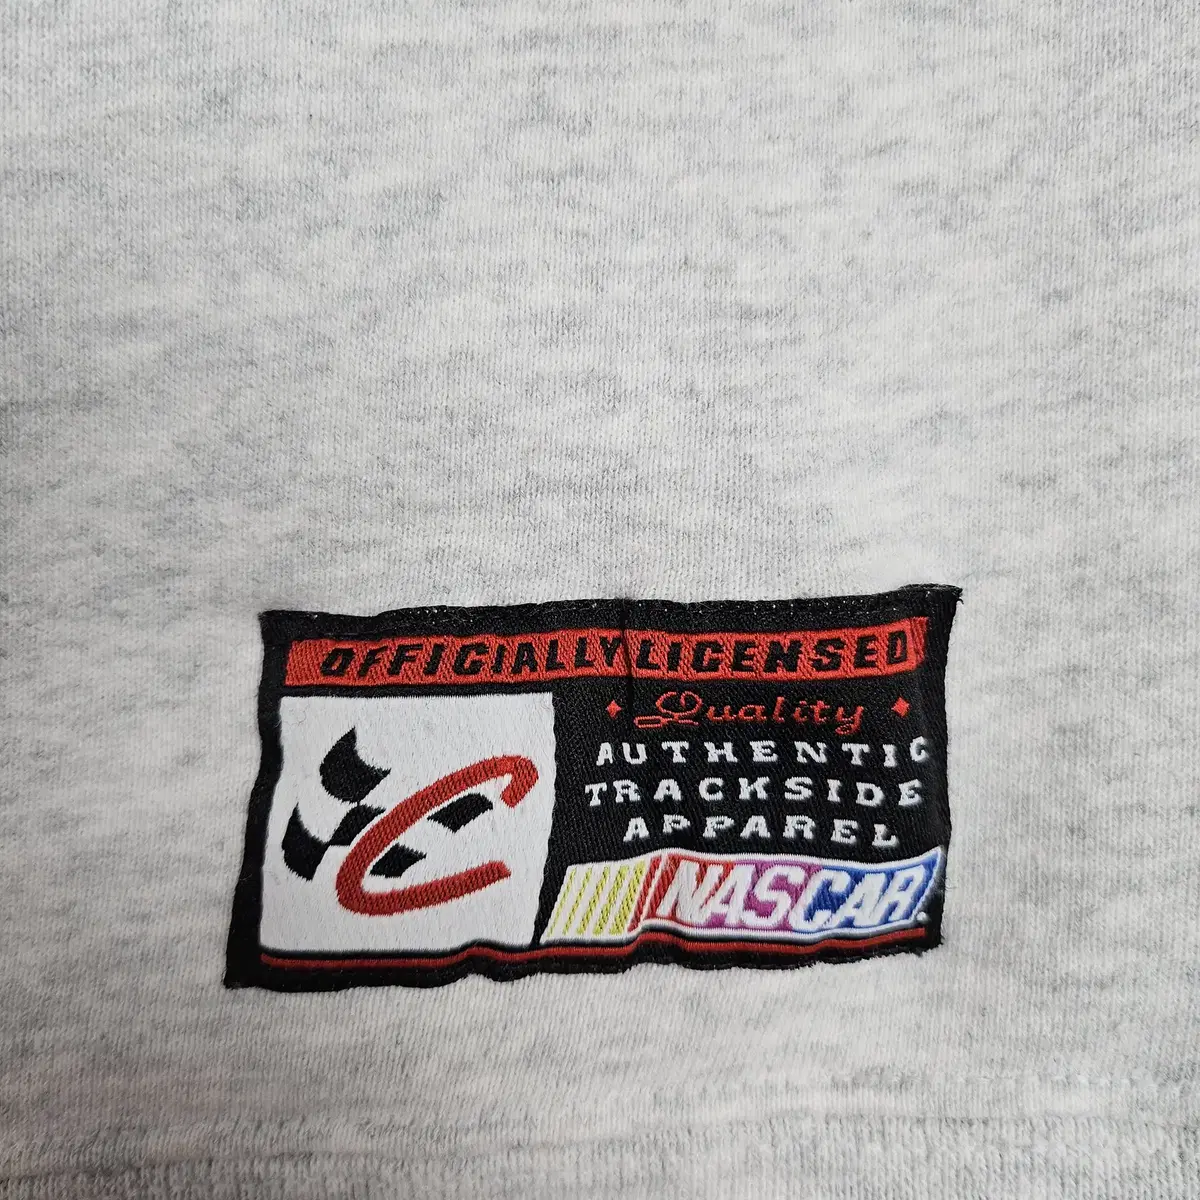 OFFICIALLY LICENSED
C
Quality
AUTHENTIC
TRACKSIDE
APPAREL
NASCAR